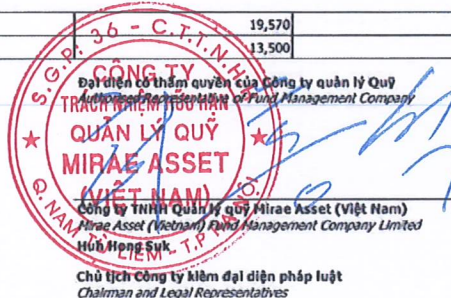 19,570
13,500
Đại diện có thẩm quyền của Công ty quản lý Quỹ
Authorised Representative of Fund Management Company
S.G.P: 36 - C.T.T.N.H.H
CÔNG TY
TRÁCH NHIỆM HỮU HẠN
QUẢN LÝ QUỸ
MIRAE ASSET
(VIỆT NAM)
Q. NAM TỪ LIÊM - T.P HÀ NỘI
Công ty TNHH Quản lý quỹ Mirae Asset (Việt Nam)
Mirae Asset (Vietnam) Fund Management Company Limited
Huh Hong Suk
Chủ tịch Công ty kiêm đại diện pháp luật
Chairman and Legal Representatives